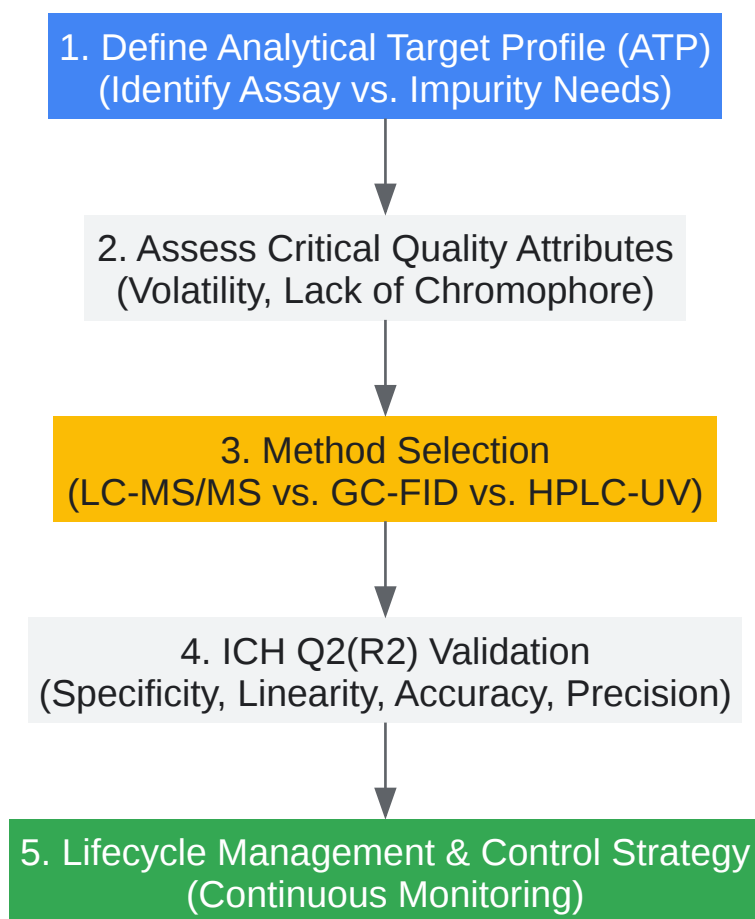 1. Define Analytical Target Profile (ATP)
(Identify Assay vs. Impurity Needs)
2. Assess Critical Quality Attributes
(Volatility, Lack of Chromophore)
3. Method Selection
(LC-MS/MS vs. GC-FID vs. HPLC-UV)
4. ICH Q2(R2) Validation
(Specificity, Linearity, Accuracy, Precision)
5. Lifecycle Management & Control Strategy
(Continuous Monitoring)